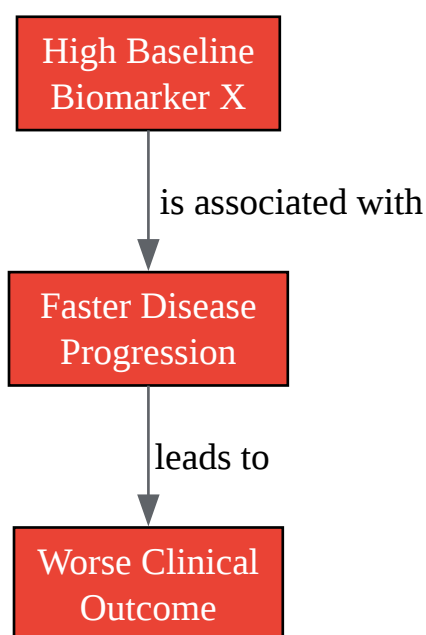 High Baseline
Biomarker X
is associated with
Faster Disease
Progression
leads to
Worse Clinical
Outcome